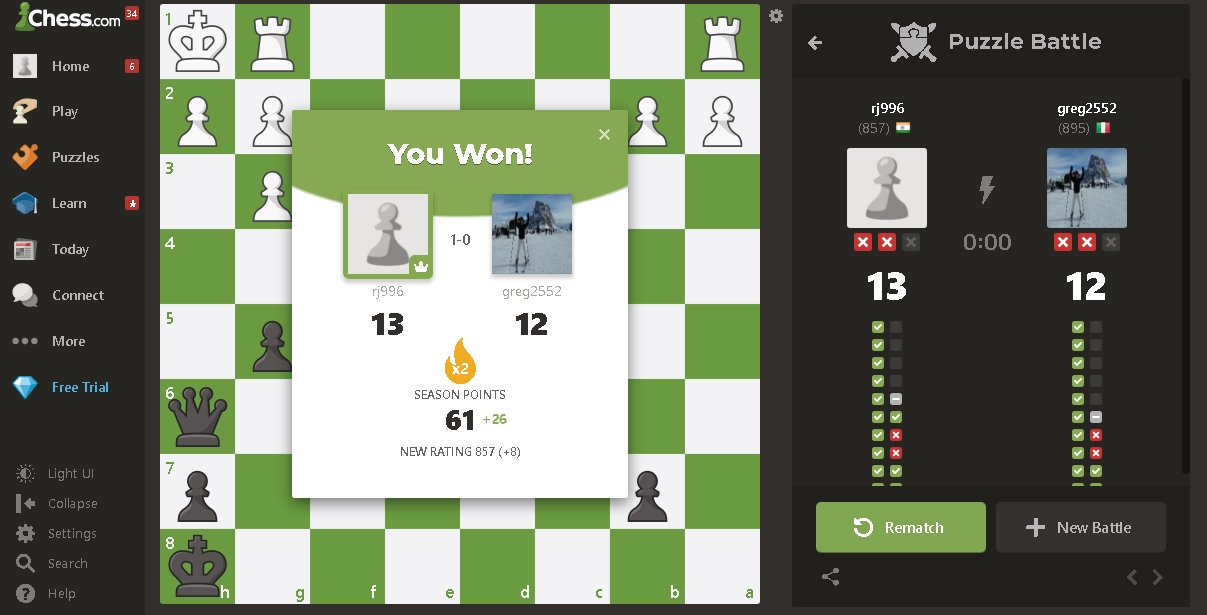 Chess.com 34
Home 6
Play
Puzzles
Learn
Today
Connect
More
Free Trial
Light UI
Collapse
Settings
Search
Help
1
2
3
4
5
6
7
8
h g f e d c b a
You Won!
1-0
rj996 greg2552
13 12
x2
SEASON POINTS
61 +26
NEW RATING 857 (+8)
Puzzle Battle
rj996 greg2552
(857) (895)
0:00
13 12
Rematch New Battle